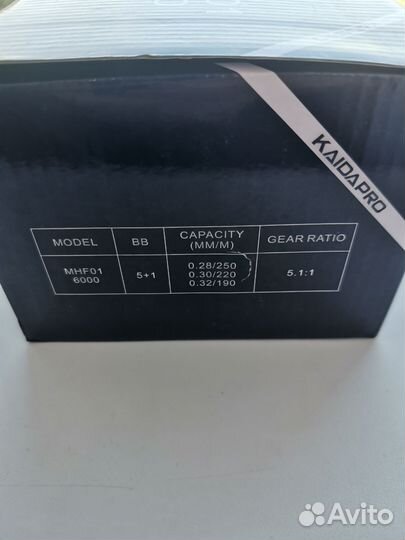 KAIDAPRO
MODEL BB CAPACITY (MM/M) GEAR RATIO
MHF01 6000 5+1 0.28/250 5.1:1
0.30/220
0.32/190
Avito